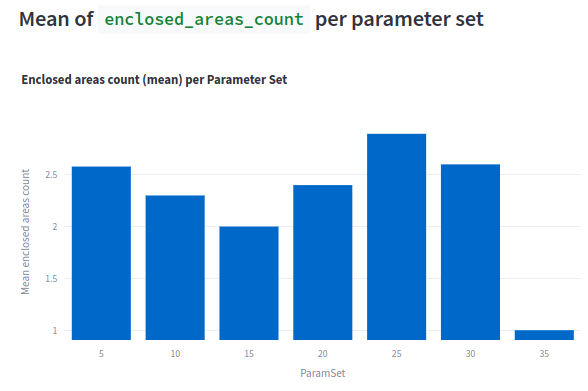 Mean of enclosed_areas_count per parameter set
Enclosed areas count (mean) per Parameter Set
Mean enclosed areas count
2.5
2
1.5
1
5 10 15 20 25 30 35
ParamSet